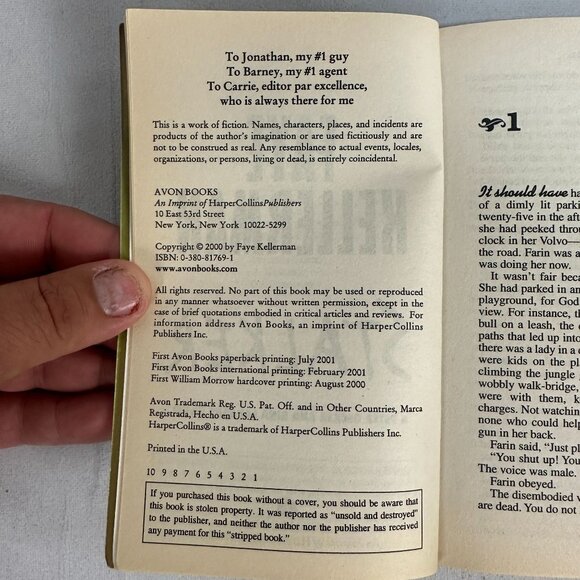 To Jonathan, my #1 guy
To Barney, my #1 agent
To Carrie, editor par excellence,
who is always there for me
This is a work of fiction. Names, characters, places, and incidents are
products of the author's imagination or are used fictitiously and are
not to be construed as real. Any resemblance to actual events, locales,
organizations, or persons, living or dead, is entirely coincidental.
AVON BOOKS
An Imprint of HarperCollinsPublishers
10 East 53rd Street
New York, New York 10022-5299
Copyright © 2000 by Faye Kellerman
ISBN: 0-380-81769-1
www.avonbooks.com
All rights reserved. No part of this book may be used or reproduced
in any manner whatsoever without written permission, except in the
case of brief quotations embodied in critical articles and reviews. For
information address Avon Books, an imprint of HarperCollins
Publishers Inc.
First Avon Books paperback printing: July 2001
First Avon Books international printing: February 2001
First William Morrow hardcover printing: August 2000
Avon Trademark Reg. U.S. Pat. Off. and in Other Countries, Marca
Registrada, Hecho en U.S.A.
HarperCollins® is a trademark of HarperCollins Publishers Inc.
Printed in the U.S.A.
10 9 8 7 6 5 4 3 2 1
If you purchased this book without a cover, you should be aware that
this book is stolen property. It was reported as "unsold and destroyed"
to the publisher, and neither the author nor the publisher has received
any payment for this "stripped book."
1
It should have
of a dimly lit
twenty-five in the
she had peeked
clock in her Volvo—
the road. Farin was a
was doing her now.
It wasn't fair
She had parked in an
playground, for God
view. For instance,
bull on a leash, the
paths that led up into
there was a lady in a
were kids on the
climbing the jungle
wobbly walk-bridge,
were with them,
charges. Not watching
none who could help
gun in her back.
Farin said, "Just
"You shut up!
The voice was male.
Farin obeyed.
The disembodied
are dead. You do not